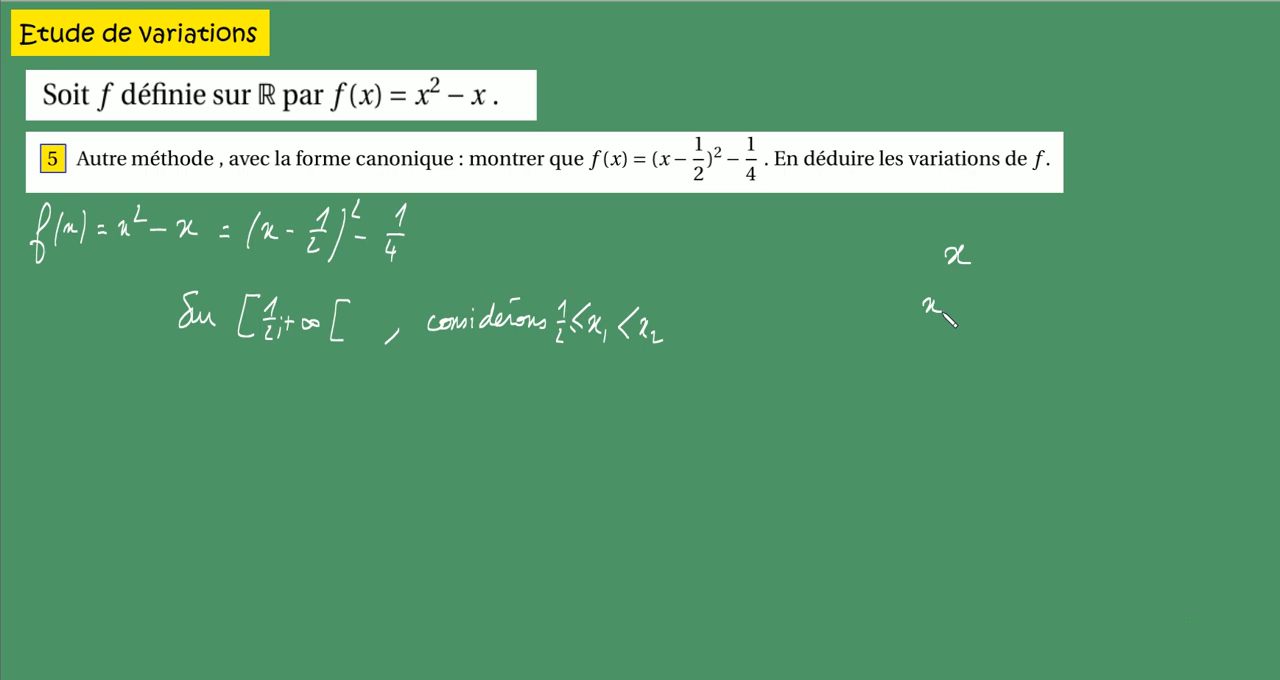 Etude de variations
Soit f définie sur ℝ par f(x) = x² − x .
5 Autre méthode , avec la forme canonique : montrer que f(x) = (x − 1/2)² − 1/4 . En déduire les variations de f.
f(x) = x² − x = (x − 1/2)² − 1/4
x
Sur [1/2; +∞[ , considérons 1/2 ≤ x₁ < x₂
x